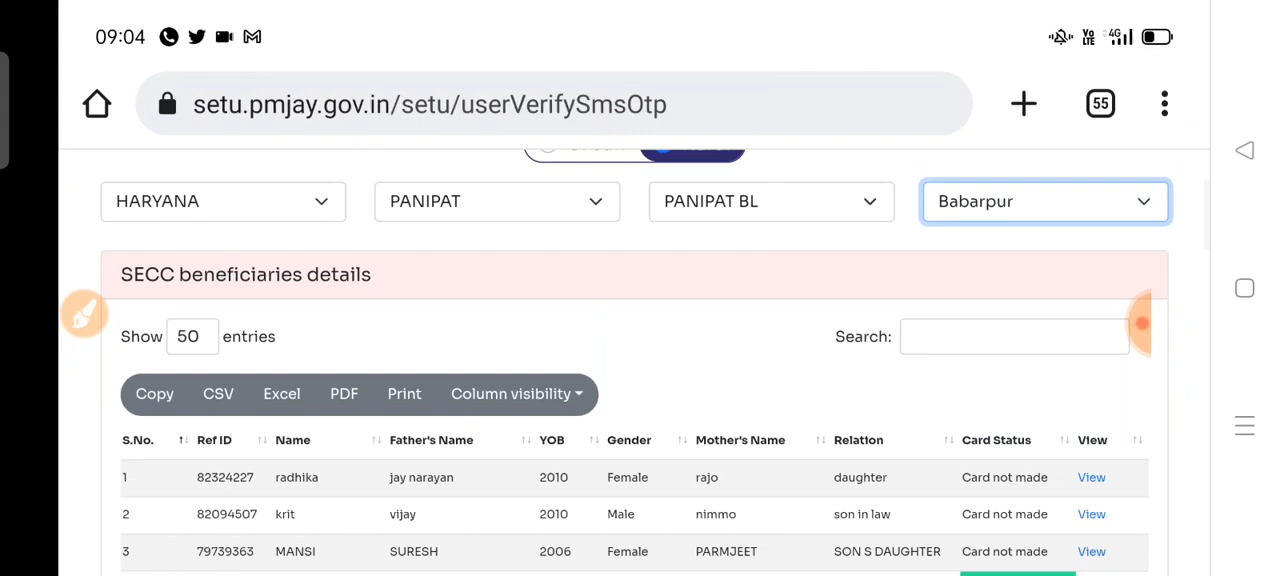 09:04 Vo LTE 4G
setu.pmjay.gov.in/setu/userVerifySmsOtp 55
HARYANA PANIPAT PANIPAT BL Babarpur
SECC beneficiaries details
Show 50 entries Search:
Copy CSV Excel PDF Print Column visibility
S.No. Ref ID Name Father's Name YOB Gender Mother's Name Relation Card Status View
1 82324227 radhika jay narayan 2010 Female rajo daughter Card not made View
2 82094507 krit vijay 2010 Male nimmo son in law Card not made View
3 79739363 MANSI SURESH 2006 Female PARMJEET SON S DAUGHTER Card not made View